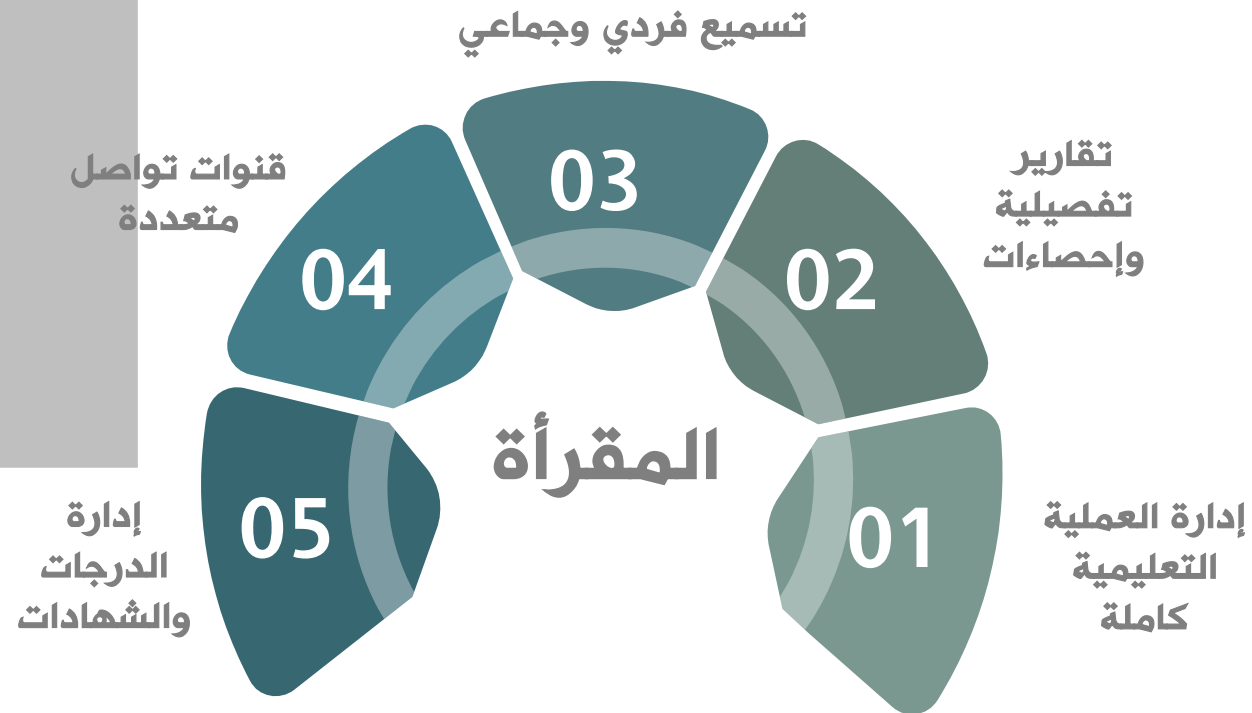 المقرأة
01
إدارة العملية
التعليمية
كاملة
02
تقارير
تفصيلية
وإحصاءات
03
تسميع فردي وجماعي
04
قنوات تواصل
متعددة
05
إدارة
الدرجات
والشهادات